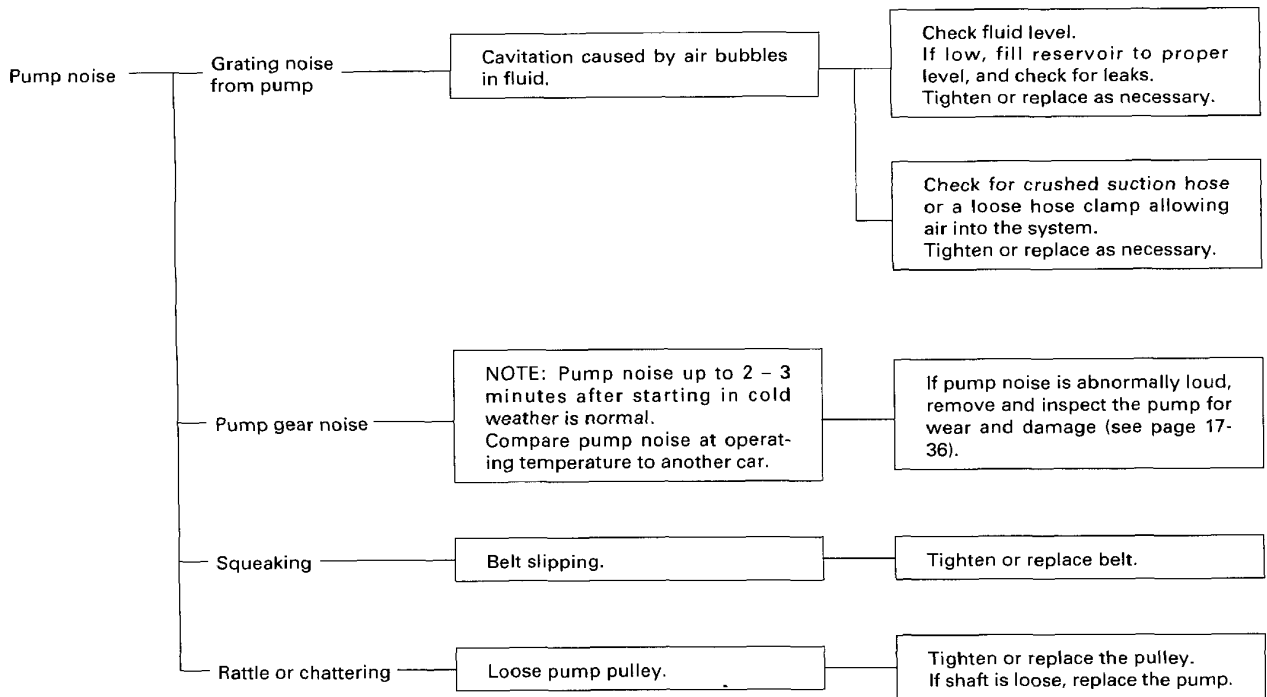 Pump noise
Grating noise
from pump
Cavitation caused by air bubbles
in fluid.
Check fluid level.
If low, fill reservoir to proper
level, and check for leaks.
Tighten or replace as necessary.
Check for crushed suction hose
or a loose hose clamp allowing
air into the system.
Tighten or replace as necessary.
Pump gear noise
NOTE: Pump noise up to 2 – 3
minutes after starting in cold
weather is normal.
Compare pump noise at operat-
ing temperature to another car.
If pump noise is abnormally loud,
remove and inspect the pump for
wear and damage (see page 17-
36).
Squeaking
Belt slipping.
Tighten or replace belt.
Rattle or chattering
Loose pump pulley.
Tighten or replace the pulley.
If shaft is loose, replace the pump.